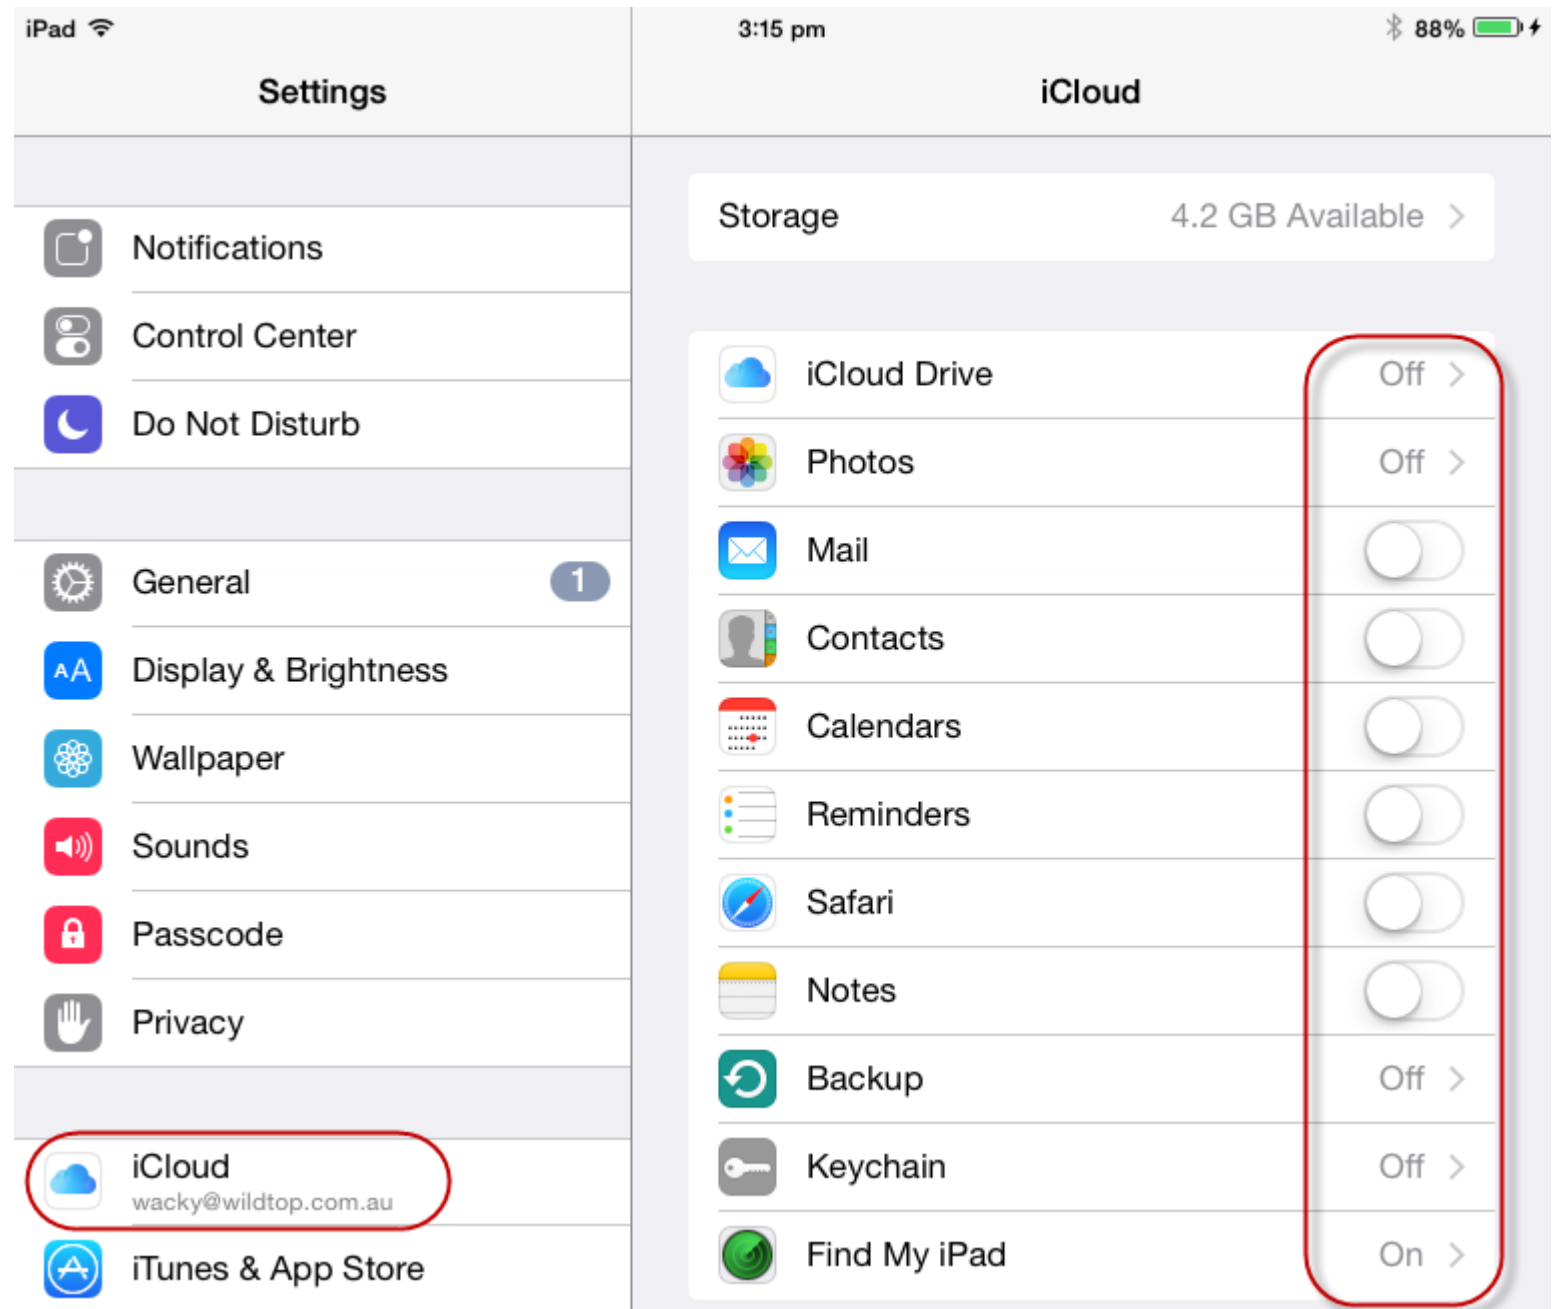 iPad
3:15 pm
88%
Settings
iCloud
Notifications
Control Center
Do Not Disturb
General 1
Display & Brightness
Wallpaper
Sounds
Passcode
Privacy
iCloud
wacky@wildtop.com.au
iTunes & App Store
Storage 4.2 GB Available
iCloud Drive Off
Photos Off
Mail
Contacts
Calendars
Reminders
Safari
Notes
Backup Off
Keychain Off
Find My iPad On